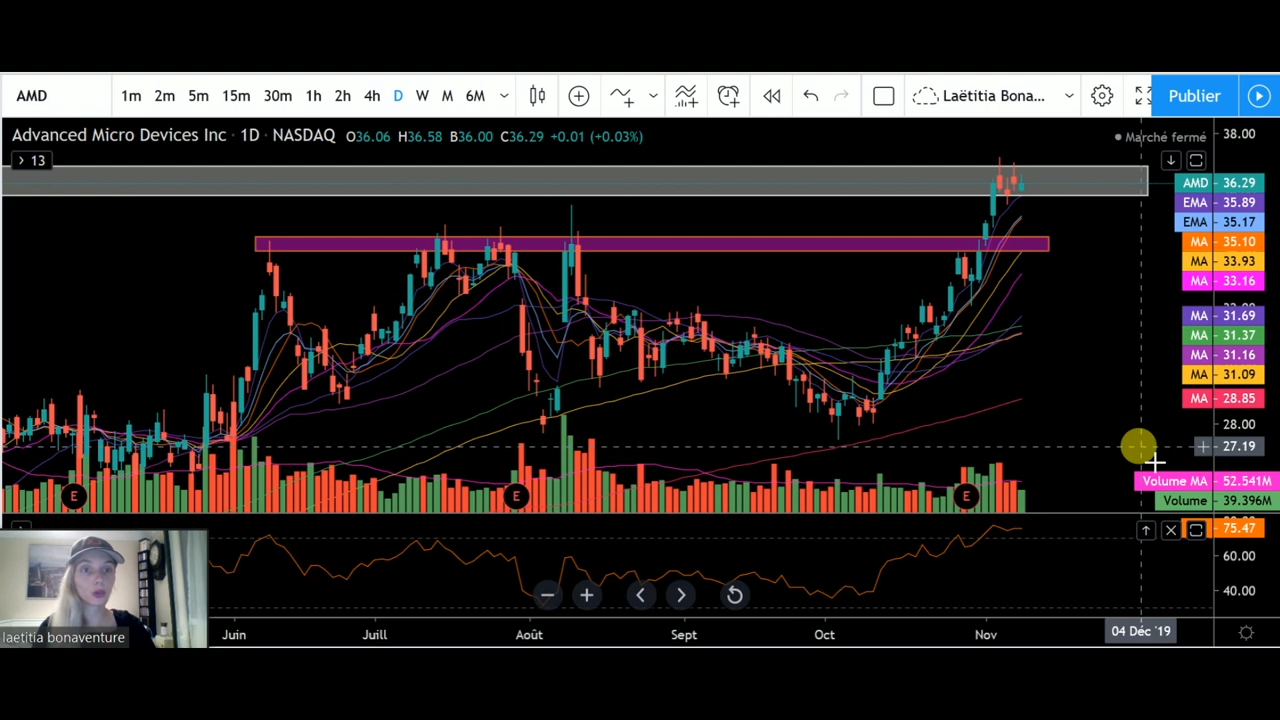 AMD 1m 2m 5m 15m 30m 1h 2h 4h D W M 6M Laëtitia Bona... Publier
Advanced Micro Devices Inc · 1D · NASDAQ O36.06 H36.58 B36.00 C36.29 +0.01 (+0.03%)
Marché fermé
38.00
13
AMD 36.29
EMA 35.89
EMA 35.17
MA 35.10
MA 33.93
MA 33.16
MA 31.69
MA 31.37
MA 31.16
MA 31.09
MA 28.85
28.00
27.19
Volume MA 52.541M
E E E
Volume 39.396M
75.47
60.00
40.00
laetitia bonaventure
Juin Juill Août Sept Oct Nov 04 Déc '19